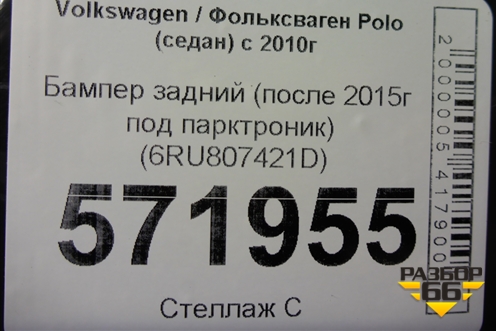 Volkswagen / Фольксваген Polo
(седан) с 2010г
Бампер задний (после 2015г
под парктроник)
(6RU807421D)
571955
Стеллаж С
2000005417900
РАЗБОР
66